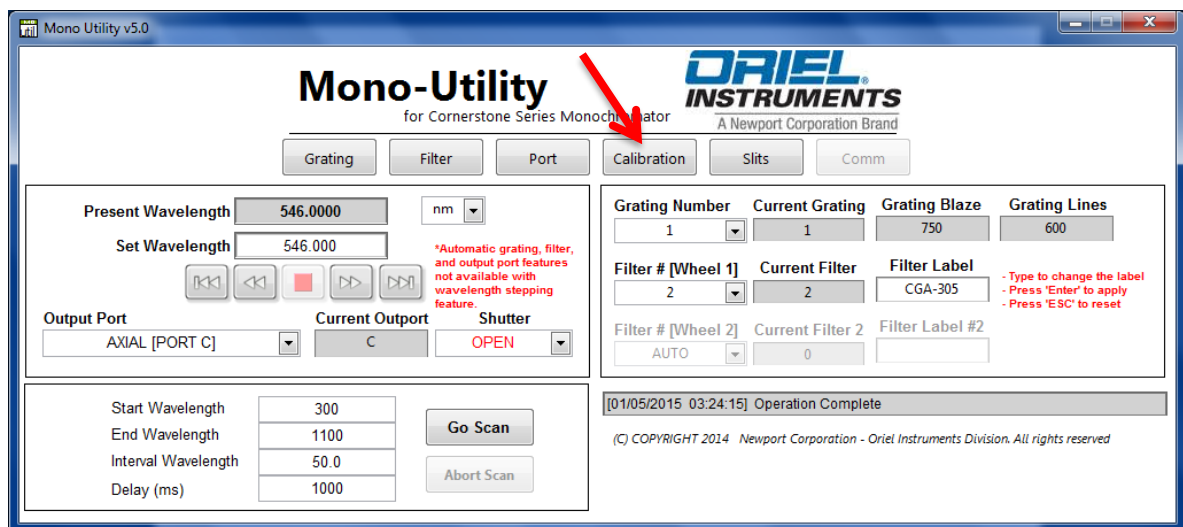 Mono Utility v5.0
Mono-Utility
for Cornerstone Series Monochromator
ORIEL®
INSTRUMENTS
A Newport Corporation Brand
Grating Filter Port Calibration Slits Comm
Present Wavelength 546.0000 nm
Set Wavelength 546.000
*Automatic grating, filter,
and output port features
not available with
wavelength stepping
feature.
Output Port Current Outport Shutter
AXIAL [PORT C] C OPEN
Grating Number Current Grating Grating Blaze Grating Lines
1 1 750 600
Filter # [Wheel 1] Current Filter Filter Label
2 2 CGA-305
- Type to change the label
- Press 'Enter' to apply
- Press 'ESC' to reset
Filter # [Wheel 2] Current Filter 2 Filter Label #2
AUTO 0
Start Wavelength 300
End Wavelength 1100
Interval Wavelength 50.0
Delay (ms) 1000
Go Scan
Abort Scan
[01/05/2015 03:24:15] Operation Complete
(C) COPYRIGHT 2014 Newport Corporation - Oriel Instruments Division. All rights reserved